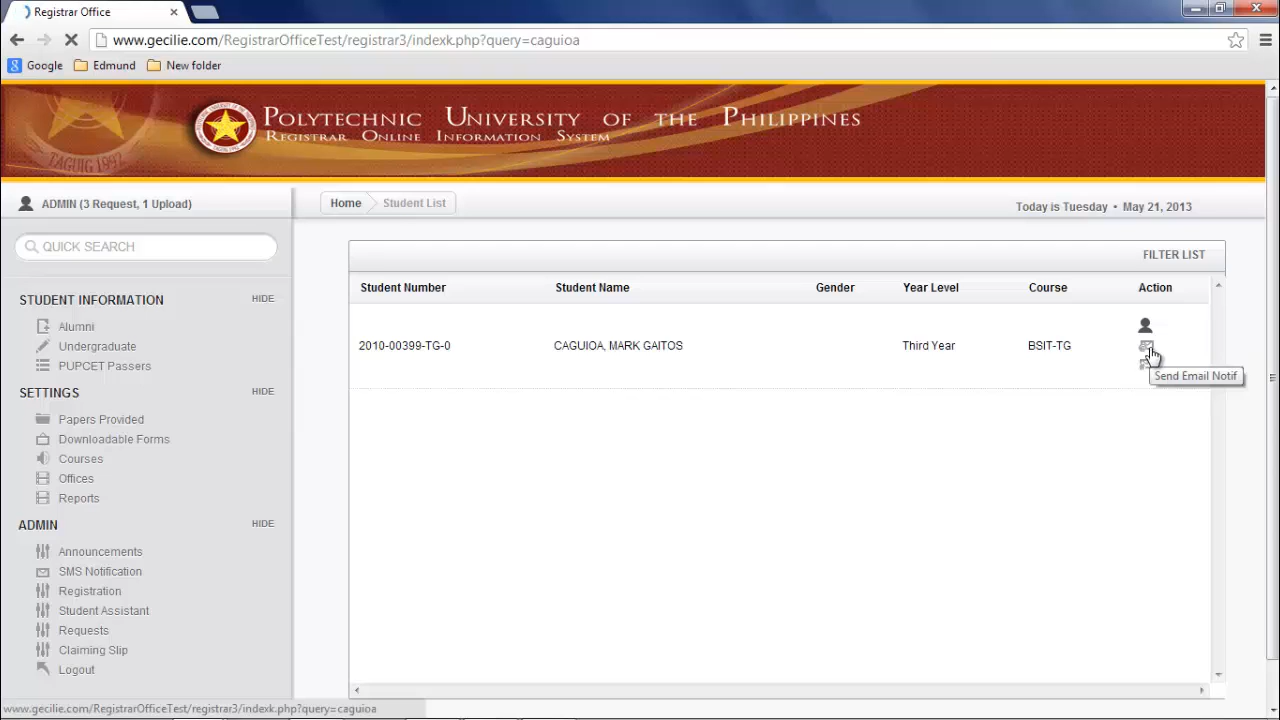 Registrar Office
www.gecilie.com/RegistrarOfficeTest/registrar3/indexk.php?query=caguioa
Google Edmund New folder
POLYTECHNIC UNIVERSITY OF THE PHILIPPINES
REGISTRAR ONLINE INFORMATION SYSTEM
TAGUIG 1992
ADMIN (3 Request, 1 Upload)
Home Student List
Today is Tuesday • May 21, 2013
QUICK SEARCH
FILTER LIST
Student Number Student Name Gender Year Level Course Action
2010-00399-TG-0 CAGUIOA, MARK GAITOS Third Year BSIT-TG
Send Email Notif
STUDENT INFORMATION HIDE
Alumni
Undergraduate
PUPCET Passers
SETTINGS HIDE
Papers Provided
Downloadable Forms
Courses
Offices
Reports
ADMIN HIDE
Announcements
SMS Notification
Registration
Student Assistant
Requests
Claiming Slip
Logout
www.gecilie.com/RegistrarOfficeTest/registrar3/indexk.php?query=caguioa